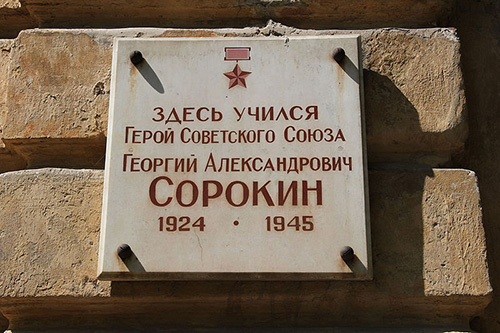 ЗДЕСЬ УЧИЛСЯ
ГЕРОЙ СОВЕТСКОГО СОЮЗА
ГЕОРГИЙ АЛЕКСАНДРОВИЧ
СОРОКИН
1924 • 1945